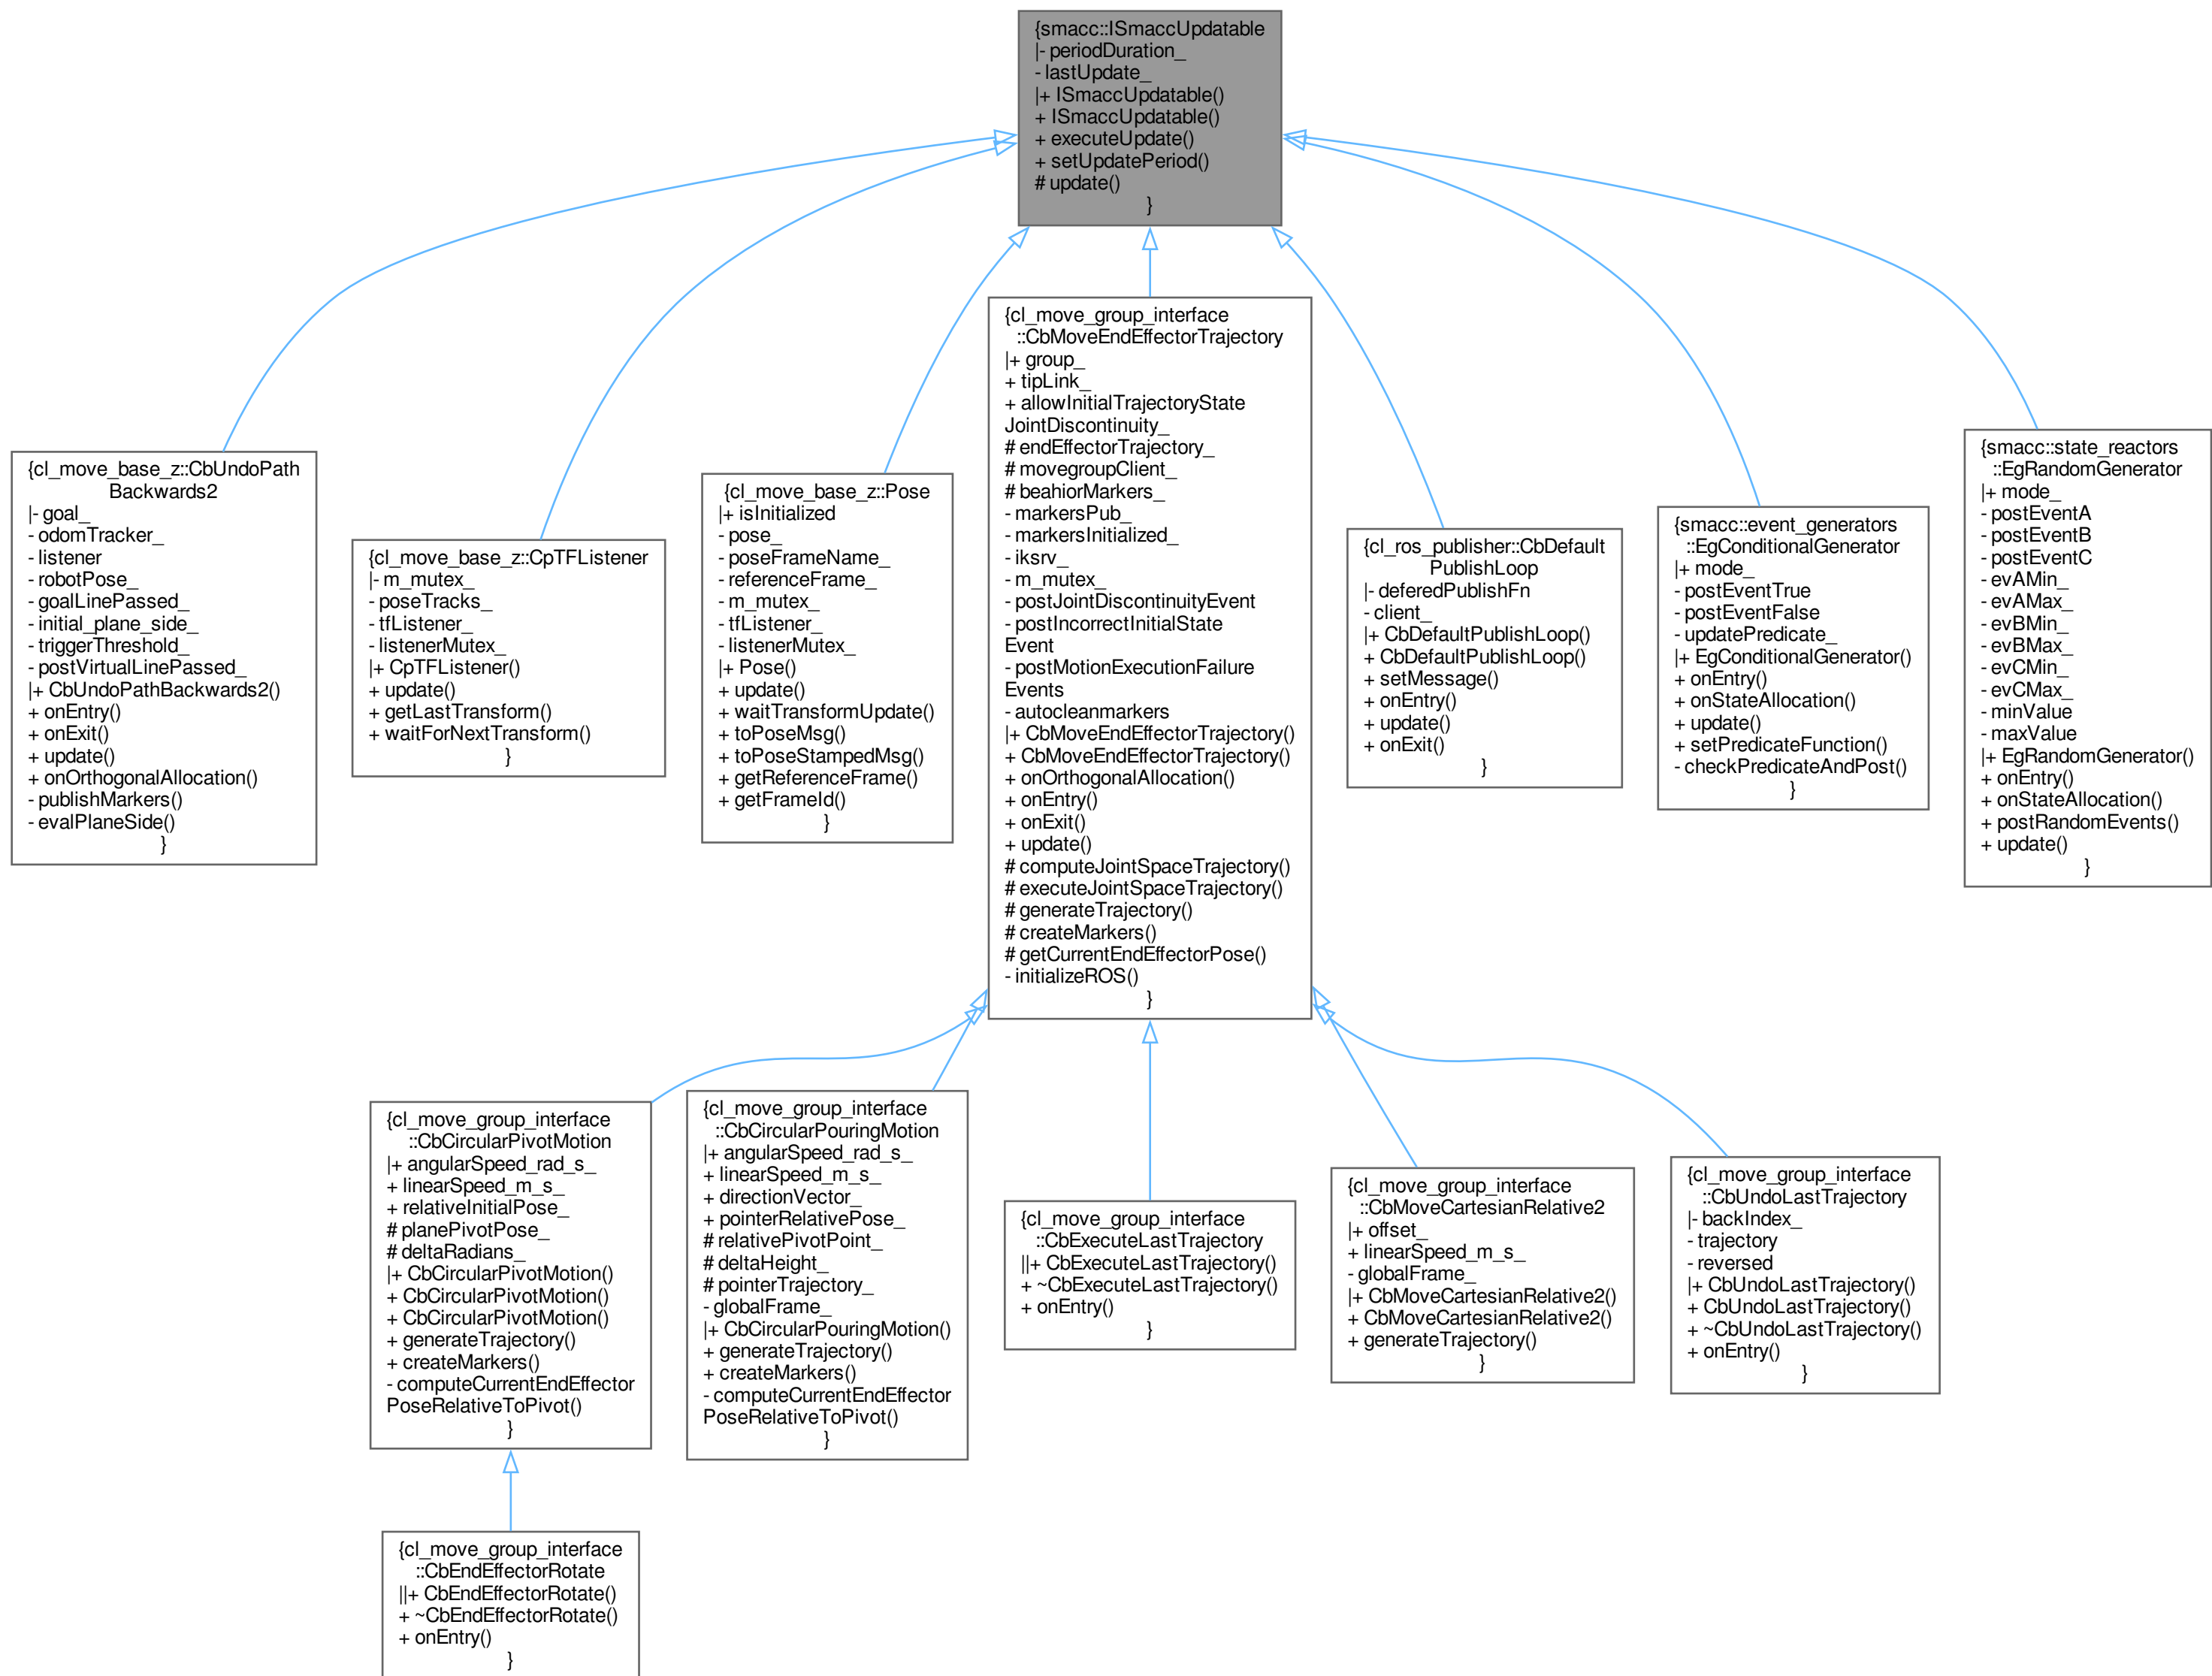 {smacc::ISmaccUpdatable
|- periodDuration_
- lastUpdate_
|+ ISmaccUpdatable()
+ ISmaccUpdatable()
+ executeUpdate()
+ setUpdatePeriod()
# update()
}
{cl_move_base_z::CbUndoPath
Backwards2
|- goal_
- odomTracker_
- listener
- robotPose_
- goalLinePassed_
- initial_plane_side_
- triggerThreshold_
- postVirtualLinePassed_
|+ CbUndoPathBackwards2()
+ onEntry()
+ onExit()
+ update()
+ onOrthogonalAllocation()
- publishMarkers()
- evalPlaneSide()
}
{cl_move_base_z::CpTFListener
|- m_mutex_
- poseTracks_
- tfListener_
- listenerMutex_
|+ CpTFListener()
+ update()
+ getLastTransform()
+ waitForNextTransform()
}
{cl_move_base_z::Pose
|+ isInitialized
- pose_
- poseFrameName_
- referenceFrame_
- m_mutex_
- tfListener_
- listenerMutex_
|+ Pose()
+ update()
+ waitTransformUpdate()
+ toPoseMsg()
+ toPoseStampedMsg()
+ getReferenceFrame()
+ getFrameId()
}
{cl_move_group_interface
::CbMoveEndEffectorTrajectory
|+ group_
+ tipLink_
+ allowInitialTrajectoryState
JointDiscontinuity_
# endEffectorTrajectory_
# movegroupClient_
# beahiorMarkers_
- markersPub_
- markersInitialized_
- iksrv_
- m_mutex_
- postJointDiscontinuityEvent
- postIncorrectInitialState
Event
- postMotionExecutionFailure
Events
- autocleanmarkers
|+ CbMoveEndEffectorTrajectory()
+ CbMoveEndEffectorTrajectory()
+ onOrthogonalAllocation()
+ onEntry()
+ onExit()
+ update()
# computeJointSpaceTrajectory()
# executeJointSpaceTrajectory()
# generateTrajectory()
# createMarkers()
# getCurrentEndEffectorPose()
- initializeROS()
}
{cl_ros_publisher::CbDefault
PublishLoop
|- deferedPublishFn
- client_
|+ CbDefaultPublishLoop()
+ CbDefaultPublishLoop()
+ setMessage()
+ onEntry()
+ update()
+ onExit()
}
{smacc::event_generators
::EgConditionalGenerator
|+ mode_
- postEventTrue
- postEventFalse
- updatePredicate_
|+ EgConditionalGenerator()
+ onEntry()
+ onStateAllocation()
+ update()
+ setPredicateFunction()
- checkPredicateAndPost()
}
{smacc::state_reactors
::EgRandomGenerator
|+ mode_
- postEventA
- postEventB
- postEventC
- evAMin_
- evAMax_
- evBMin_
- evBMax_
- evCMin_
- evCMax_
- minValue
- maxValue
|+ EgRandomGenerator()
+ onEntry()
+ onStateAllocation()
+ postRandomEvents()
+ update()
}
{cl_move_group_interface
::CbCircularPivotMotion
|+ angularSpeed_rad_s_
+ linearSpeed_m_s_
+ relativeInitialPose_
# planePivotPose_
# deltaRadians_
|+ CbCircularPivotMotion()
+ CbCircularPivotMotion()
+ CbCircularPivotMotion()
+ generateTrajectory()
+ createMarkers()
- computeCurrentEndEffector
PoseRelativeToPivot()
}
{cl_move_group_interface
::CbCircularPouringMotion
|+ angularSpeed_rad_s_
+ linearSpeed_m_s_
+ directionVector_
+ pointerRelativePose_
# relativePivotPoint_
# deltaHeight_
# pointerTrajectory_
- globalFrame_
|+ CbCircularPouringMotion()
+ generateTrajectory()
+ createMarkers()
- computeCurrentEndEffector
PoseRelativeToPivot()
}
{cl_move_group_interface
::CbExecuteLastTrajectory
||+ CbExecuteLastTrajectory()
+ ~CbExecuteLastTrajectory()
+ onEntry()
}
{cl_move_group_interface
::CbMoveCartesianRelative2
|+ offset_
+ linearSpeed_m_s_
- globalFrame_
|+ CbMoveCartesianRelative2()
+ CbMoveCartesianRelative2()
+ generateTrajectory()
}
{cl_move_group_interface
::CbUndoLastTrajectory
|- backIndex_
- trajectory
- reversed
|+ CbUndoLastTrajectory()
+ CbUndoLastTrajectory()
+ ~CbUndoLastTrajectory()
+ onEntry()
}
{cl_move_group_interface
::CbEndEffectorRotate
||+ CbEndEffectorRotate()
+ ~CbEndEffectorRotate()
+ onEntry()
}